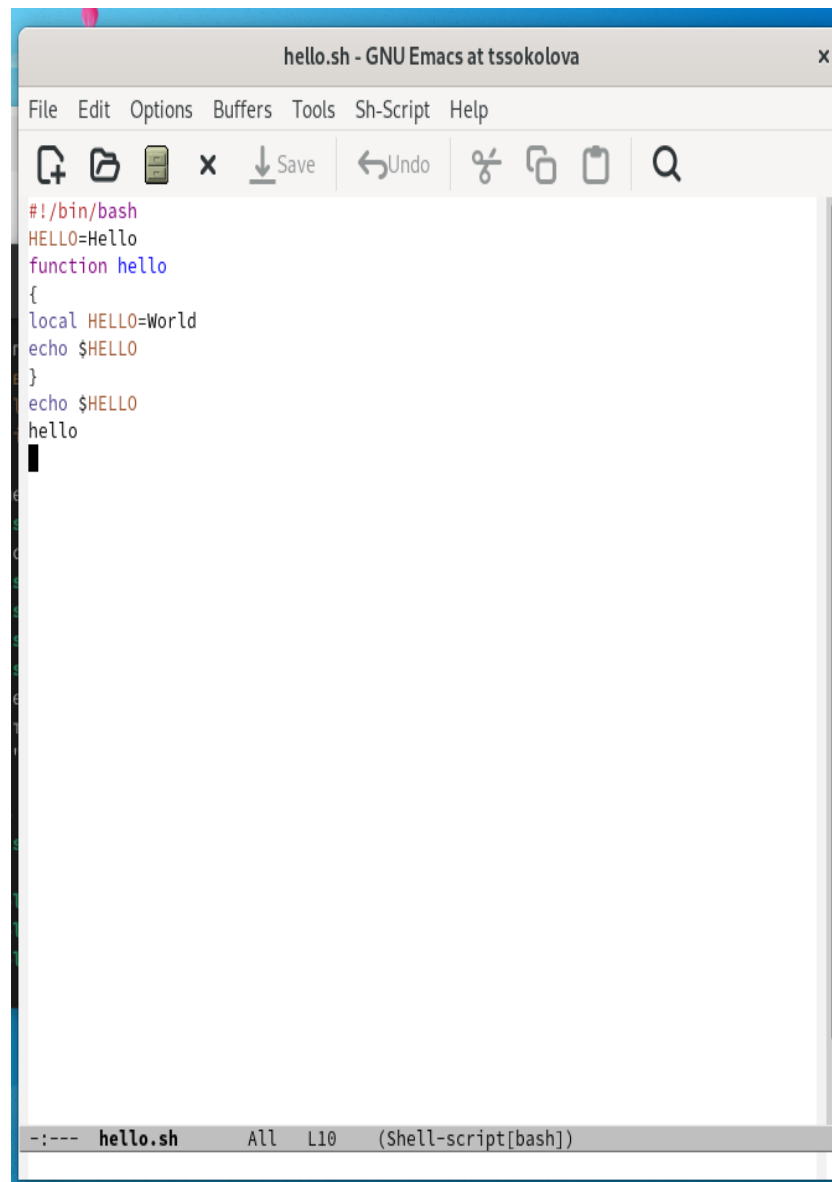 hello.sh - GNU Emacs at tssokolova
File Edit Options Buffers Tools Sh-Script Help
Save Undo
#!/bin/bash
HELLO=Hello
function hello
{
local HELLO=World
echo $HELLO
}
echo $HELLO
hello
-:--- hello.sh All L10 (Shell-script[bash])